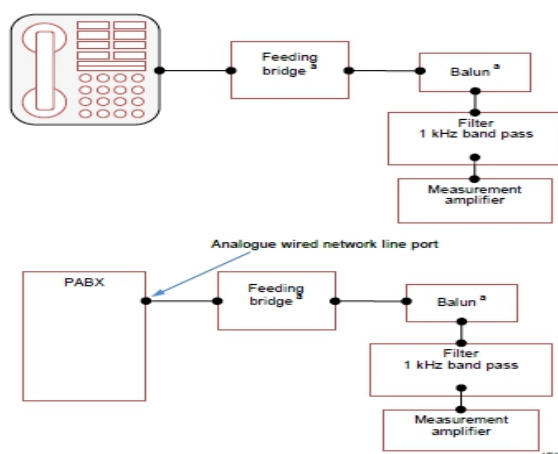 Feeding
bridge a
Balun a
Filter
1 kHz band pass
Measurement
amplifier
Analogue wired network line port
PABX
Feeding
bridge a
Balun a
Filter
1 kHz band pass
Measurement
amplifier